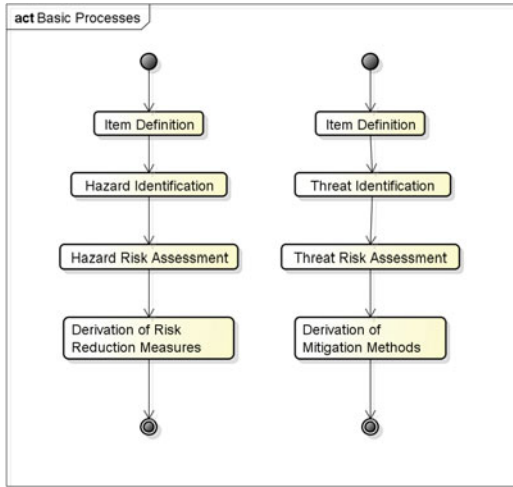 act Basic Processes
Item Definition
Hazard Identification
Hazard Risk Assessment
Derivation of Risk
Reduction Measures
Item Definition
Threat Identification
Threat Risk Assessment
Derivation of
Mitigation Methods